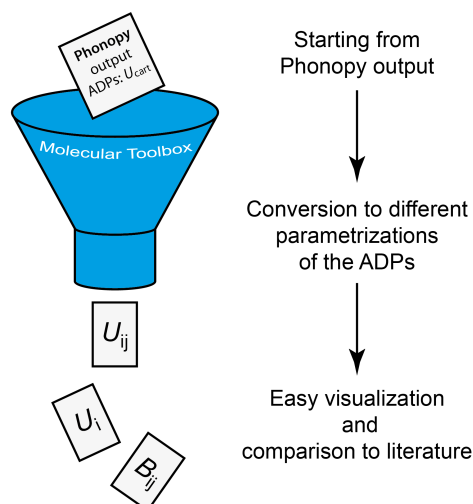 Phonopy
output
ADPs: Ucart
Molecular Toolbox
Uij
Ui
Bij
Starting from
Phonopy output
Conversion to different
parametrizations
of the ADPs
Easy visualization
and
comparison to literature